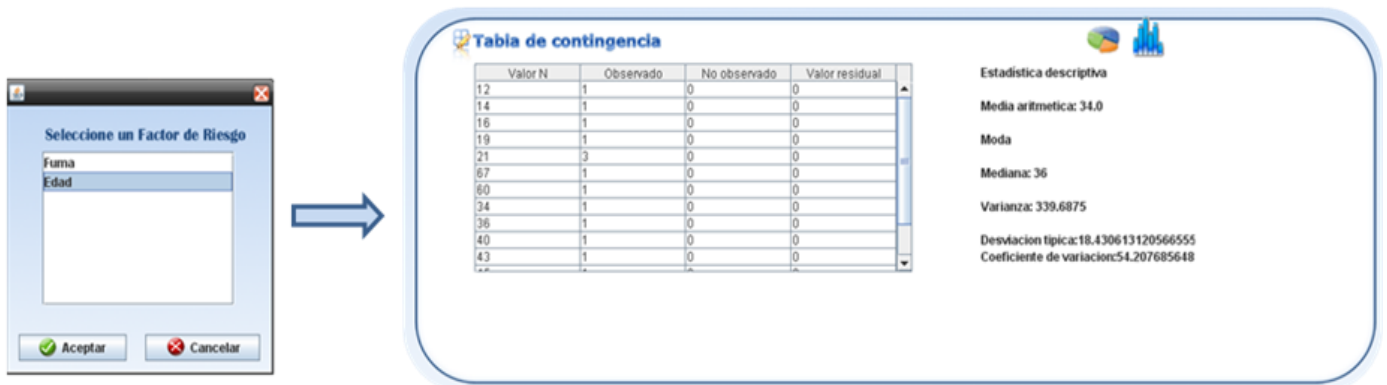 Seleccione un Factor de Riesgo
Fuma
Edad
Aceptar
Cancelar
Tabla de contingencia
Valor N Observado No observado Valor residual
12 1 0 0
14 1 0 0
16 1 0 0
19 1 0 0
21 3 0 0
67 1 0 0
60 1 0 0
34 1 0 0
36 1 0 0
40 1 0 0
43 1 0 0
Estadística descriptiva
Media aritmetica: 34.0
Moda
Mediana: 36
Varianza: 339.6875
Desviacion tipica:18.430613120566555
Coeficiente de variacion:54.207685648